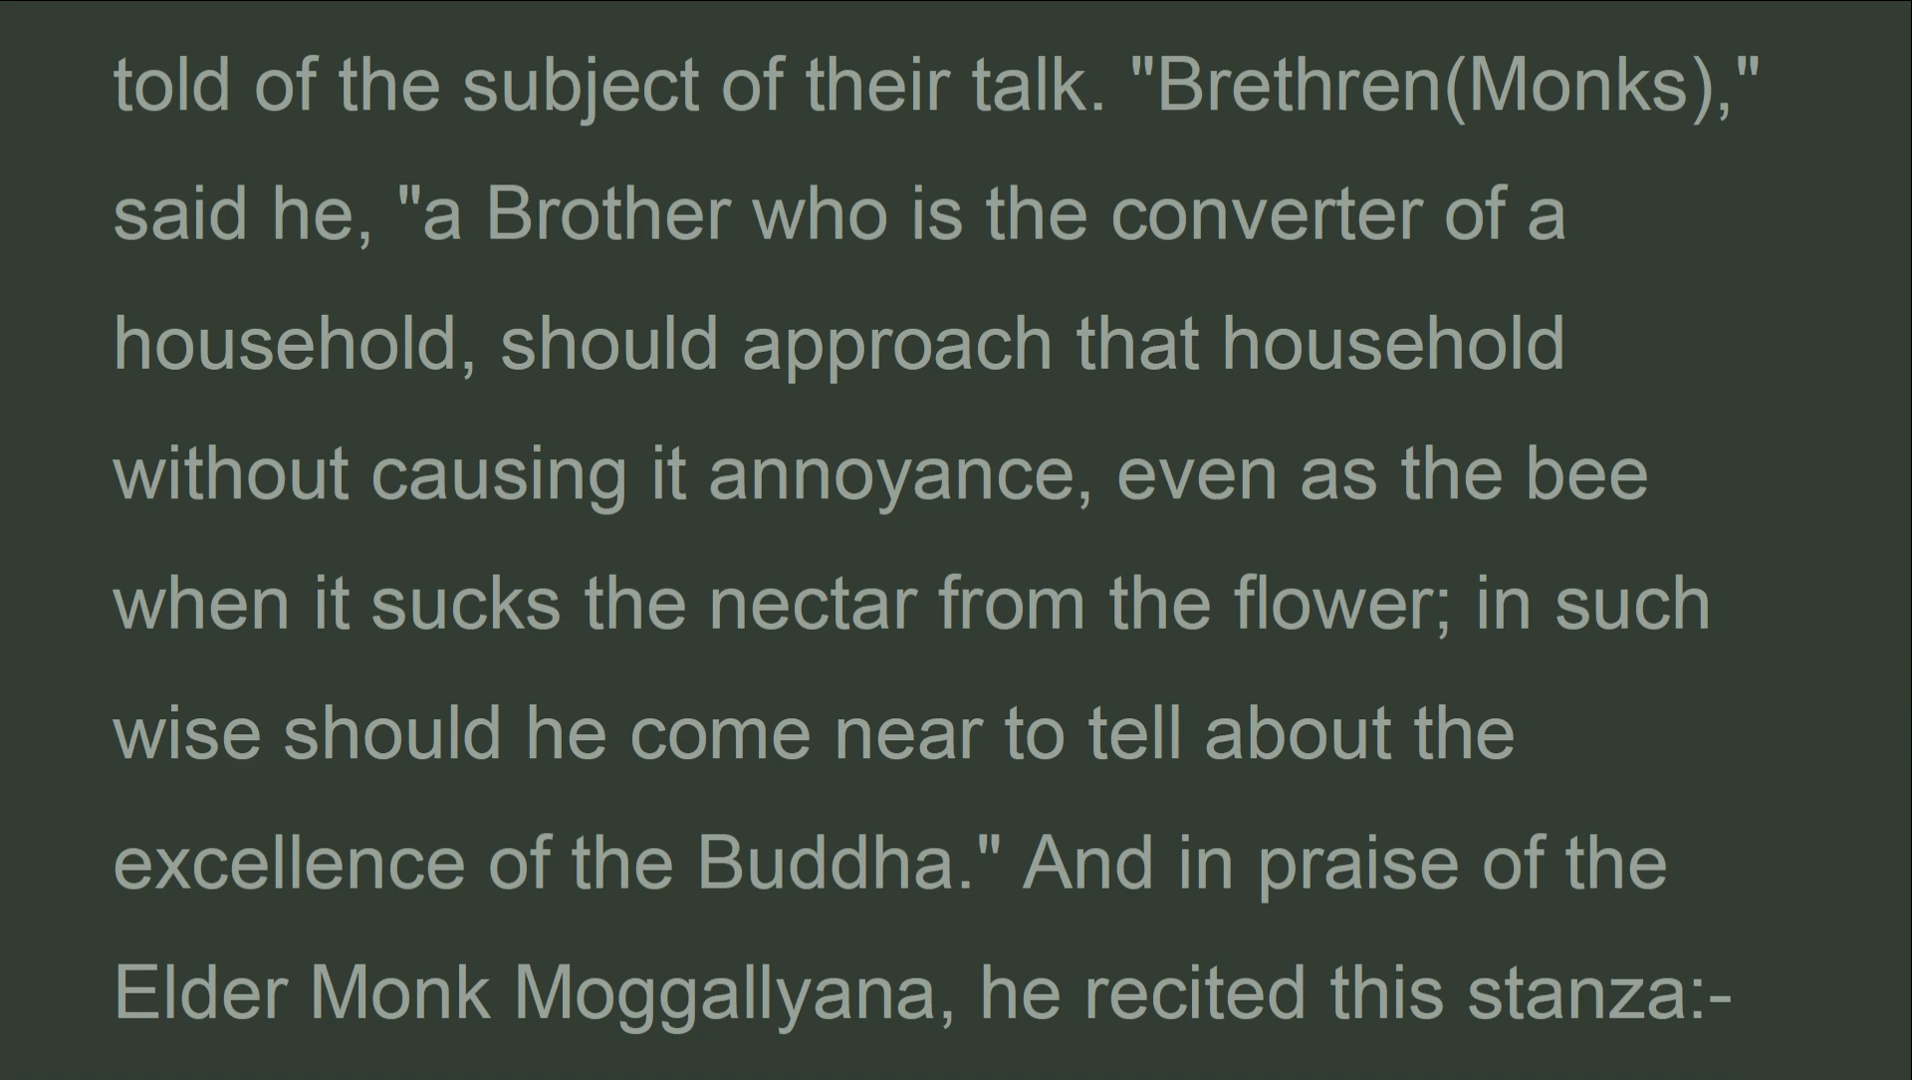 told of the subject of their talk. "Brethren(Monks),"
said he, "a Brother who is the converter of a
household, should approach that household
without causing it annoyance, even as the bee
when it sucks the nectar from the flower; in such
wise should he come near to tell about the
excellence of the Buddha." And in praise of the
Elder Monk Moggallyana, he recited this stanza:-